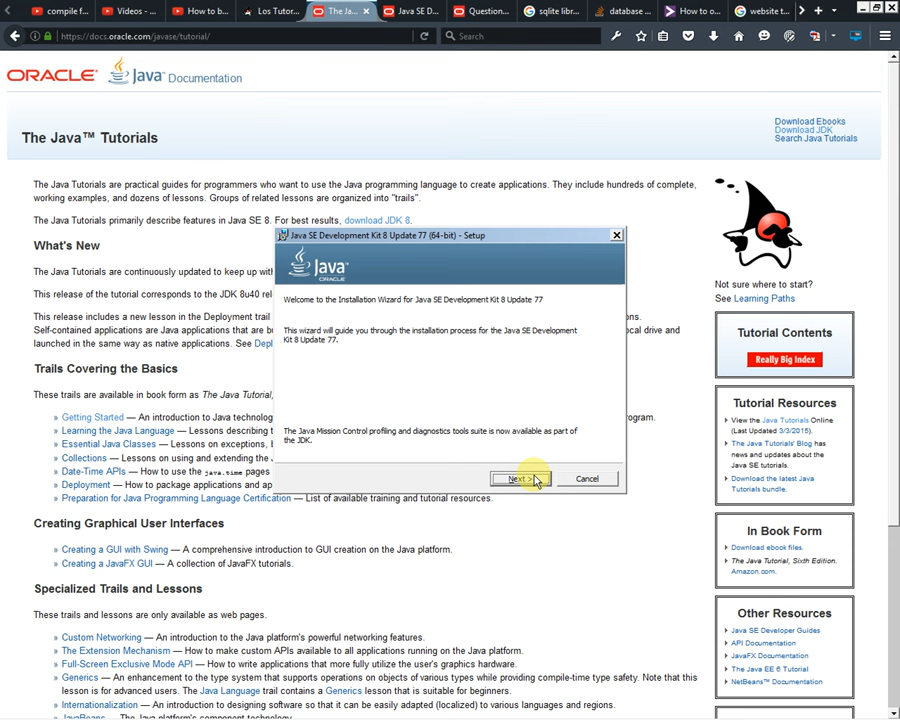 compile f...
Videos - ...
How to b...
Los Tutor...
The Ja...
Java SE D...
Question...
sqlite libr...
database ...
How to o...
website t...
https://docs.oracle.com/javase/tutorial/
Search
ORACLE Java Documentation
The Java™ Tutorials
Download Ebooks
Download JDK
Search Java Tutorials
The Java Tutorials are practical guides for programmers who want to use the Java programming language to create applications. They include hundreds of complete,
working examples, and dozens of lessons. Groups of related lessons are organized into "trails".
The Java Tutorials primarily describe features in Java SE 8. For best results, download JDK 8.
What's New
The Java Tutorials are continuously updated to keep up with
This release of the tutorial corresponds to the JDK 8u40 rele
This release includes a new lesson in the Deployment trail
Self-contained applications are Java applications that are bu
local drive and
launched in the same way as native applications. See Depl
Trails Covering the Basics
These trails are available in book form as The Java Tutorial,
» Getting Started — An introduction to Java technolog
rogram.
» Learning the Java Language — Lessons describing t
» Essential Java Classes — Lessons on exceptions, b
» Collections — Lessons on using and extending the J
» Date-Time APIs — How to use the java.time pages
» Deployment — How to package applications and ap
» Preparation for Java Programming Language Certification — List of available training and tutorial resources.
Creating Graphical User Interfaces
» Creating a GUI with Swing — A comprehensive introduction to GUI creation on the Java platform.
» Creating a JavaFX GUI — A collection of JavaFX tutorials.
Specialized Trails and Lessons
These trails and lessons are only available as web pages.
» Custom Networking — An introduction to the Java platform's powerful networking features.
» The Extension Mechanism — How to make custom APIs available to all applications running on the Java platform.
» Full-Screen Exclusive Mode API — How to write applications that more fully utilize the user's graphics hardware.
» Generics — An enhancement to the type system that supports operations on objects of various types while providing compile-time type safety. Note that this
lesson is for advanced users. The Java Language trail contains a Generics lesson that is suitable for beginners.
» Internationalization — An introduction to designing software so that it can be easily adapted (localized) to various languages and regions.
» JavaBeans — The Java platform's component technology.
Java SE Development Kit 8 Update 77 (64-bit) - Setup
Java
ORACLE
Welcome to the Installation Wizard for Java SE Development Kit 8 Update 77
This wizard will guide you through the installation process for the Java SE Development
Kit 8 Update 77.
The Java Mission Control profiling and diagnostics tools suite is now available as part of
the JDK.
Next >
Cancel
Not sure where to start?
See Learning Paths
Tutorial Contents
Really Big Index
Tutorial Resources
View the Java Tutorials Online
(Last Updated 3/3/2015).
The Java Tutorials' Blog has
news and updates about the
Java SE tutorials.
Download the latest Java
Tutorials bundle.
In Book Form
Download ebook files.
The Java Tutorial, Sixth Edition.
Amazon.com.
Other Resources
Java SE Developer Guides
API Documentation
JavaFX Documentation
The Java EE 6 Tutorial
NetBeans™ Documentation